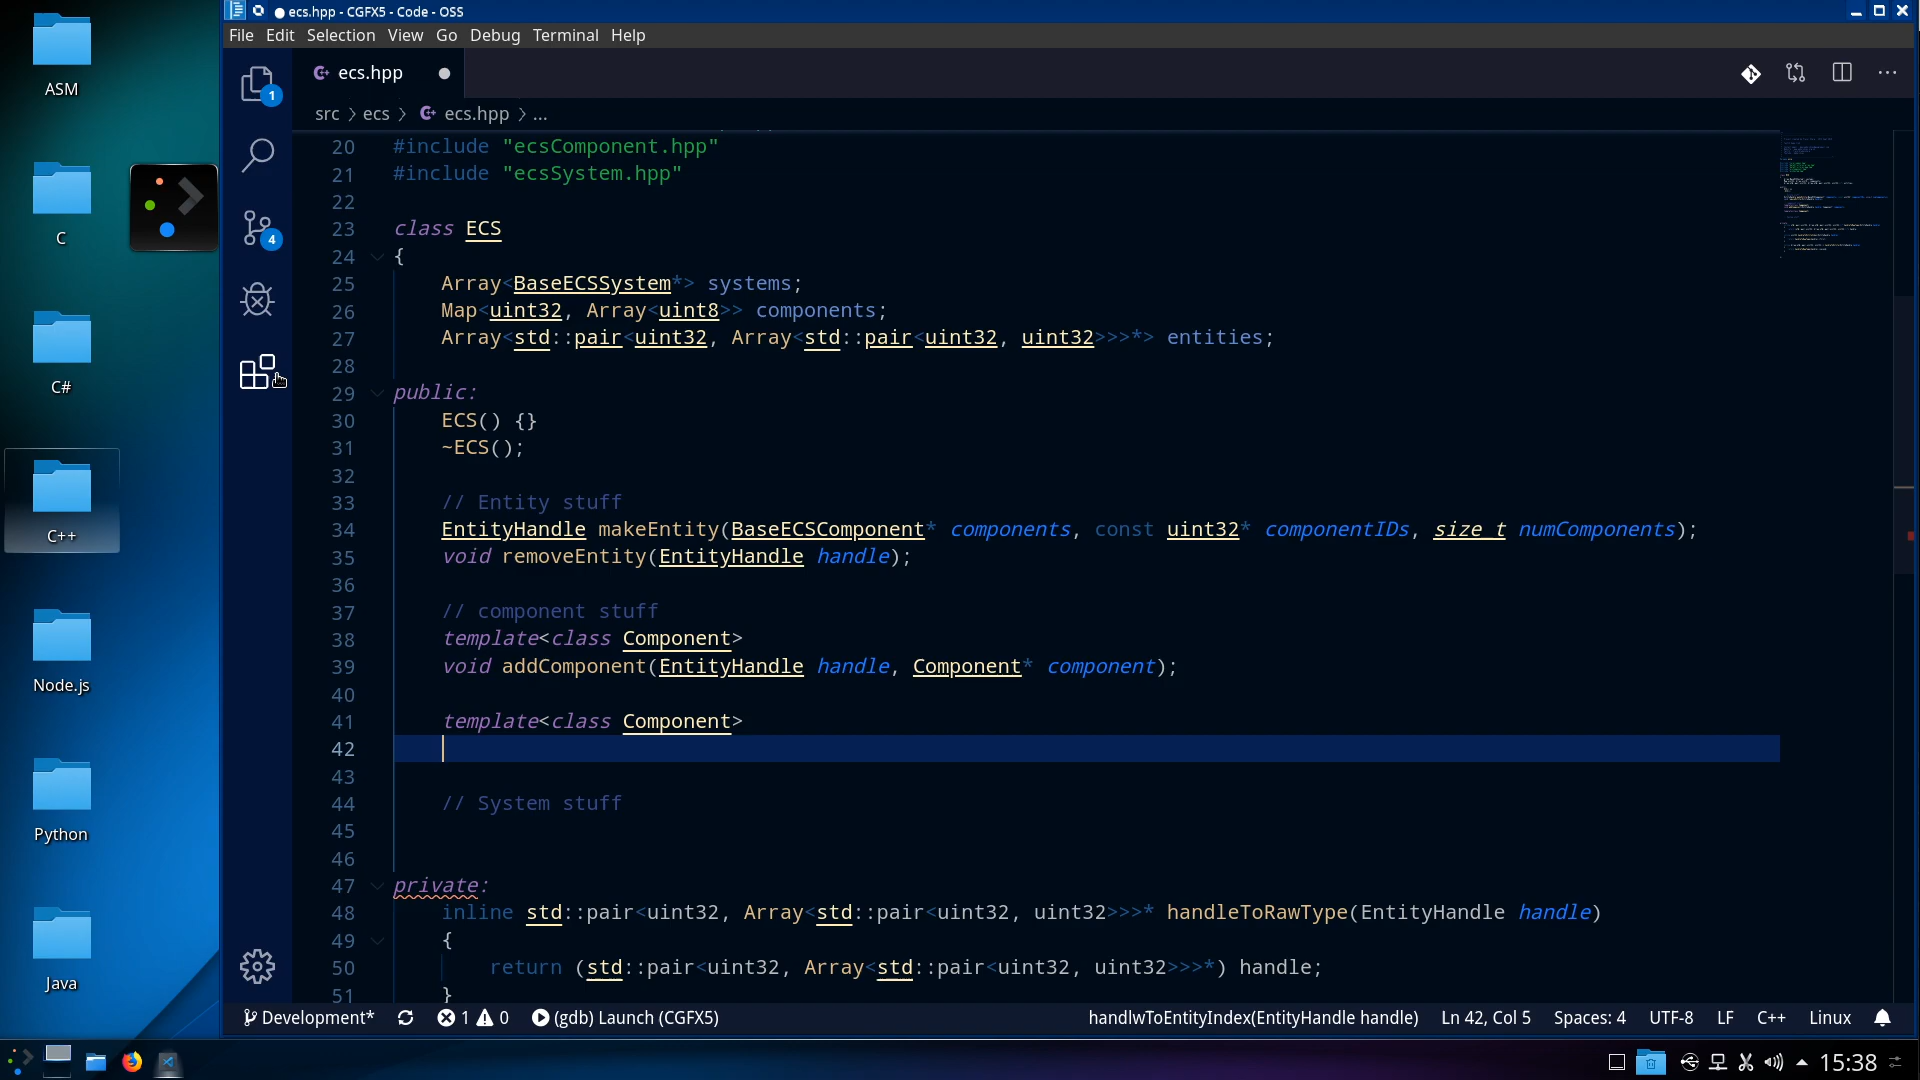 ecs.hpp - CGFX5 - Code - OSS
File Edit Selection View Go Debug Terminal Help
ASM
C
C#
C++
Node.js
Python
Java
1
4
ecs.hpp
src > ecs > ecs.hpp > ...
20 #include "ecsComponent.hpp"
21 #include "ecsSystem.hpp"
22
23 class ECS
24 {
25 Array<BaseECSSystem*> systems;
26 Map<uint32, Array<uint8>> components;
27 Array<std::pair<uint32, Array<std::pair<uint32, uint32>>>*> entities;
28
29 public:
30 ECS() {}
31 ~ECS();
32
33 // Entity stuff
34 EntityHandle makeEntity(BaseECSComponent* components, const uint32* componentIDs, size_t numComponents);
35 void removeEntity(EntityHandle handle);
36
37 // component stuff
38 template<class Component>
39 void addComponent(EntityHandle handle, Component* component);
40
41 template<class Component>
42
43
44 // System stuff
45
46
47 private:
48 inline std::pair<uint32, Array<std::pair<uint32, uint32>>>* handleToRawType(EntityHandle handle)
49 {
50 return (std::pair<uint32, Array<std::pair<uint32, uint32>>>*) handle;
51 }
Development* 1 0 (gdb) Launch (CGFX5) handlwToEntityIndex(EntityHandle handle) Ln 42, Col 5 Spaces: 4 UTF-8 LF C++ Linux
15:38